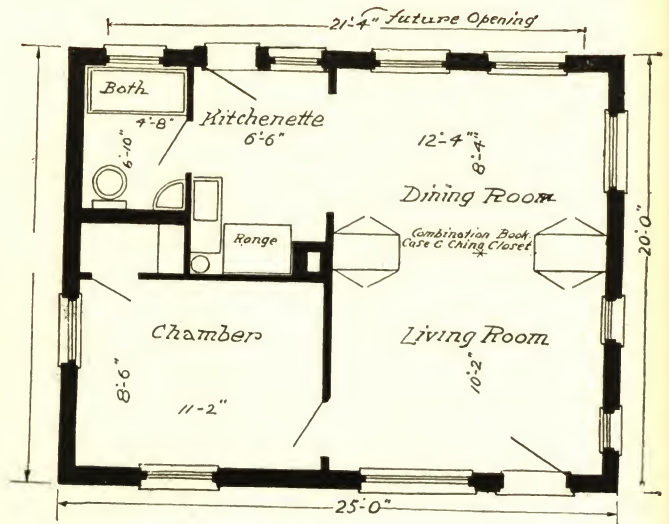 21'-4" future Opening
Bath
4'-8"
6'-10"
Kitchenette
6'-6"
12'-4"
8'-4"
Dining Room
Combination Book
Case & China Closet
*
Range
20'-0"
Chamber
8'-6"
11'-2"
Living Room
10'-2"
25'-0"